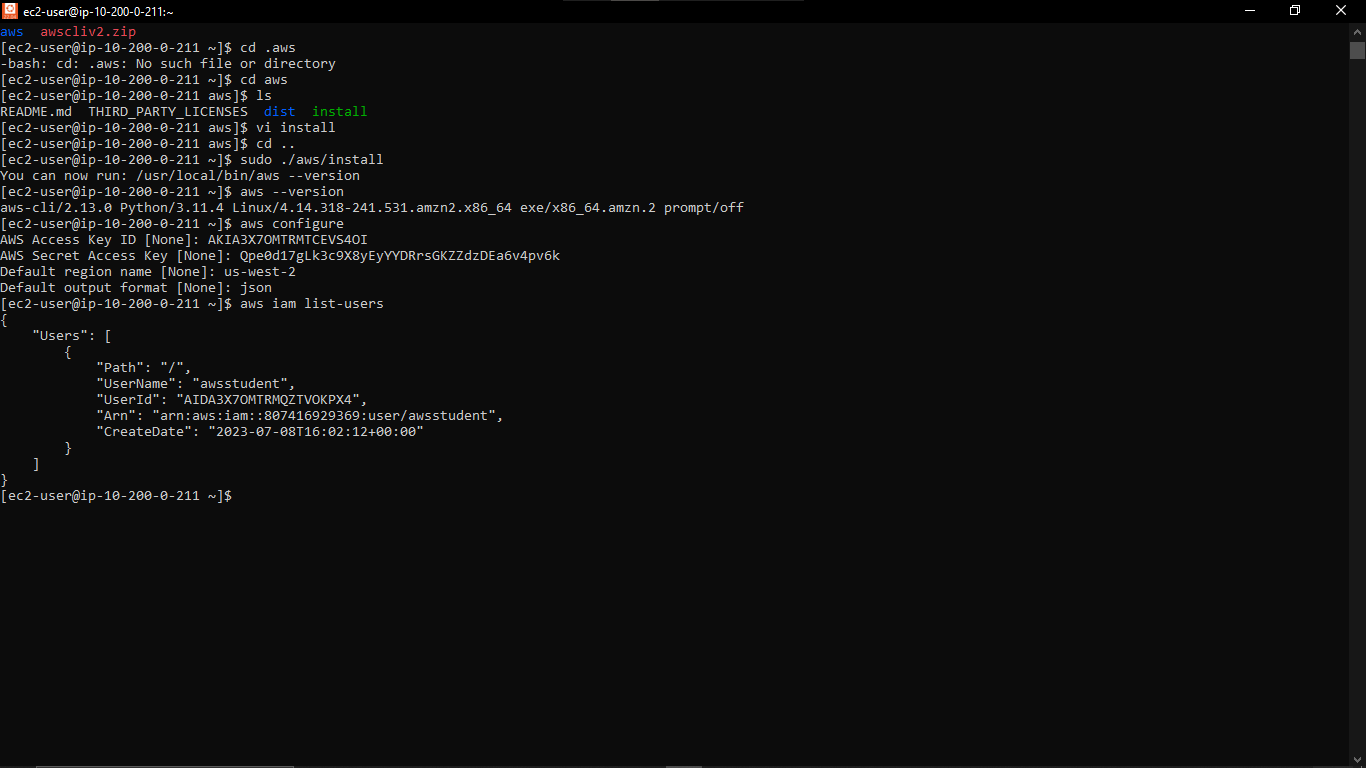 ec2-user@ip-10-200-0-211:~
aws  awscliv2.zip
[ec2-user@ip-10-200-0-211 ~]$ cd .aws
-bash: cd: .aws: No such file or directory
[ec2-user@ip-10-200-0-211 ~]$ cd aws
[ec2-user@ip-10-200-0-211 aws]$ ls
README.md  THIRD_PARTY_LICENSES  dist  install
[ec2-user@ip-10-200-0-211 aws]$ vi install
[ec2-user@ip-10-200-0-211 aws]$ cd ..
[ec2-user@ip-10-200-0-211 ~]$ sudo ./aws/install
You can now run: /usr/local/bin/aws --version
[ec2-user@ip-10-200-0-211 ~]$ aws --version
aws-cli/2.13.0 Python/3.11.4 Linux/4.14.318-241.531.amzn2.x86_64 exe/x86_64.amzn.2 prompt/off
[ec2-user@ip-10-200-0-211 ~]$ aws configure
AWS Access Key ID [None]: AKIA3X7OMTRMTCEVS4OI
AWS Secret Access Key [None]: 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
Default region name [None]: us-west-2
Default output format [None]: json
[ec2-user@ip-10-200-0-211 ~]$ aws iam list-users
{
    "Users": [
        {
            "Path": "/",
            "UserName": "awsstudent",
            "UserId": "AIDA3X7OMTRMQZTVOKPX4",
            "Arn": "arn:aws:iam::807416929369:user/awsstudent",
            "CreateDate": "2023-07-08T16:02:12+00:00"
        }
    ]
}
[ec2-user@ip-10-200-0-211 ~]$